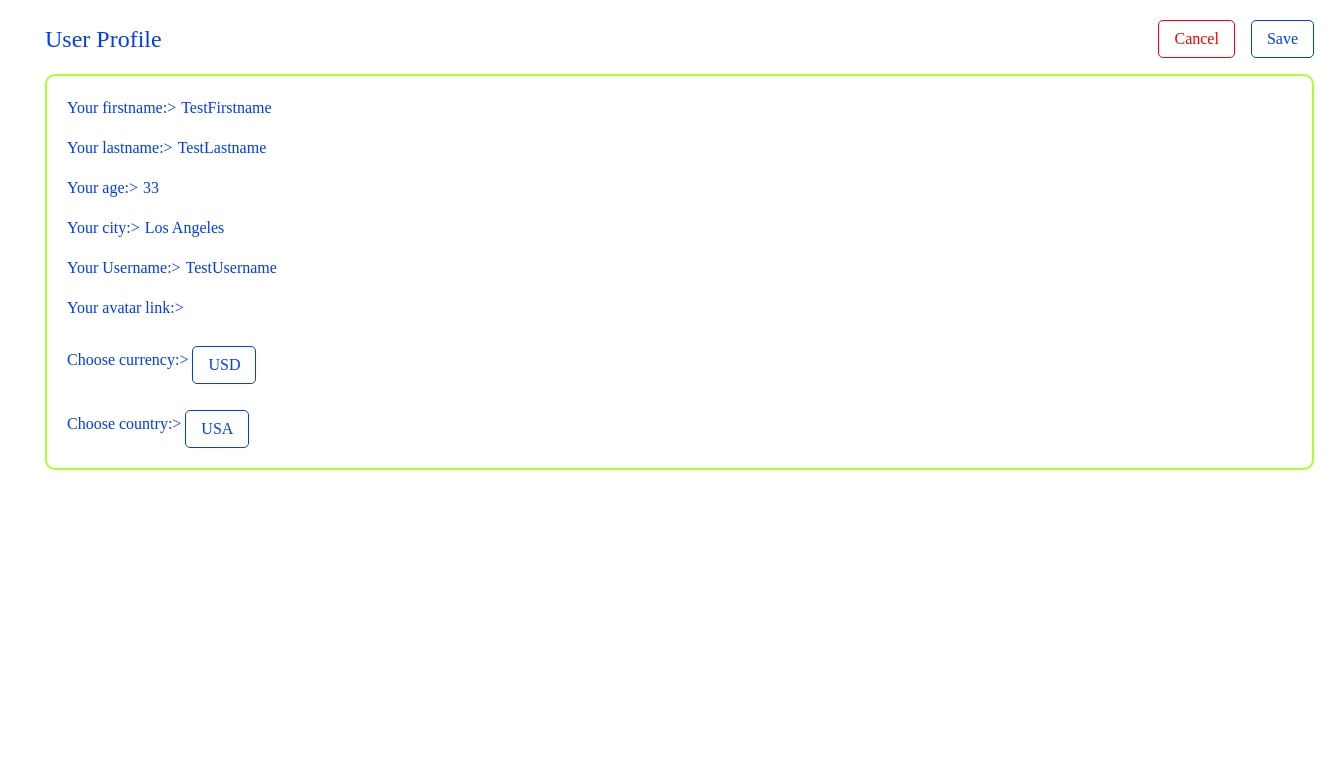 User Profile
Cancel
Save
Your firstname:> TestFirstname
Your lastname:> TestLastname
Your age:> 33
Your city:> Los Angeles
Your Username:> TestUsername
Your avatar link:>
Choose currency:> USD
Choose country:> USA